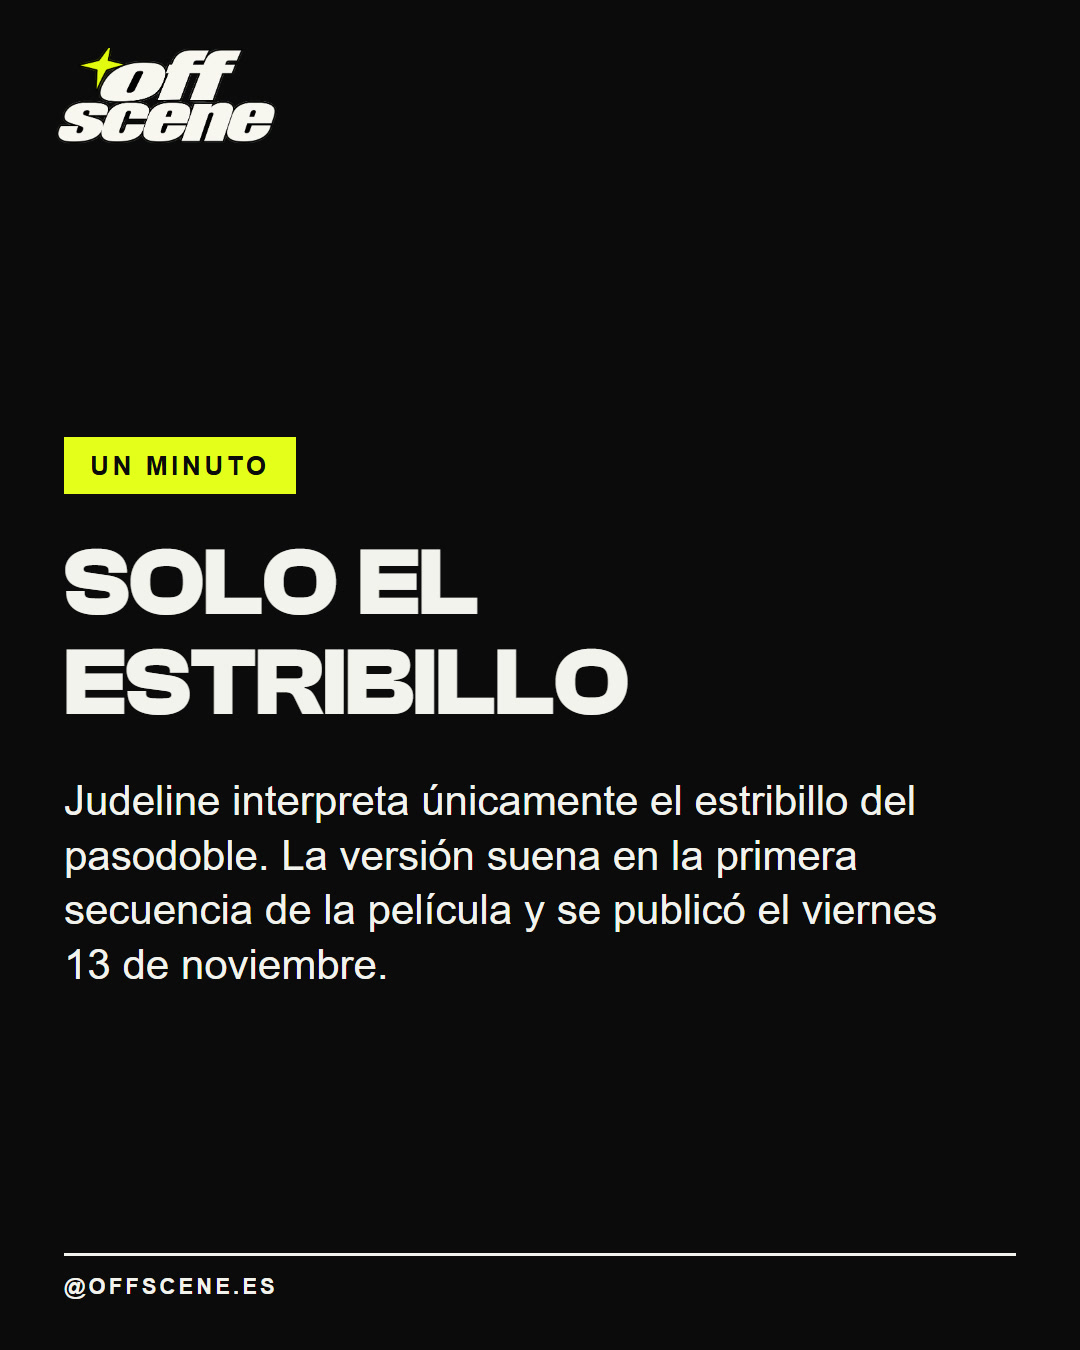 off
scene
UN MINUTO
SOLO EL
ESTRIBILLO
Judeline interpreta únicamente el estribillo del
pasodoble. La versión suena en la primera
secuencia de la película y se publicó el viernes
13 de noviembre.
@OFFSCENE.ES